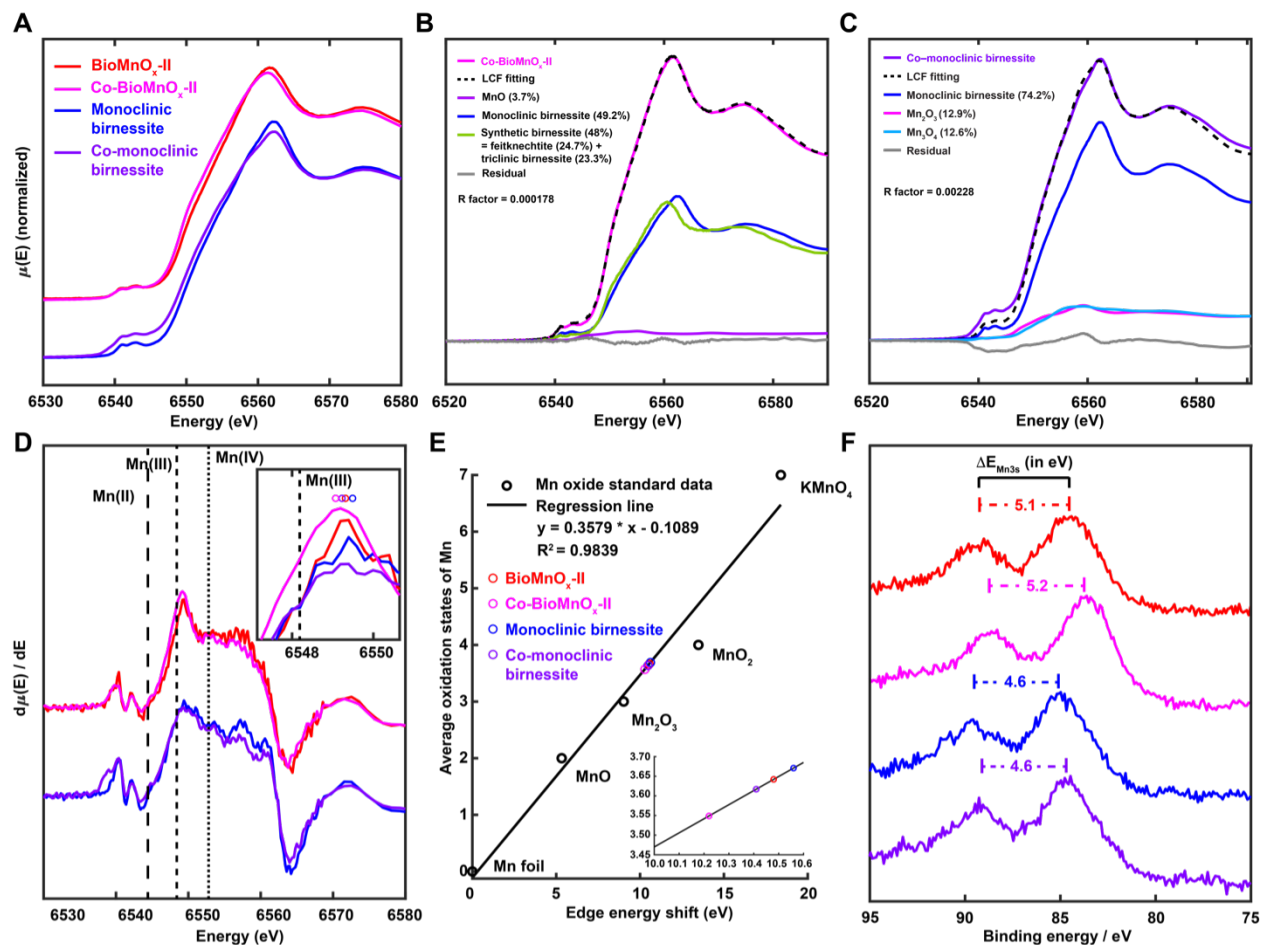 A
BioMnOₓ-II
Co-BioMnOₓ-II
Monoclinic
birnessite
Co-monoclinic
birnessite
μ(E) (normalized)
6530 6540 6550 6560 6570 6580
Energy (eV)
B
Co-BioMnOₓ-II
LCF fitting
MnO (3.7%)
Monoclinic birnessite (49.2%)
Synthetic birnessite (48%)
= feitknechtite (24.7%) +
triclinic birnessite (23.3%)
Residual
R factor = 0.000178
6520 6540 6560 6580
Energy (eV)
C
Co–monoclinic birnessite
LCF fitting
Monoclinic birnessite (74.2%)
Mn₂O₃ (12.9%)
Mn₃O₄ (12.6%)
Residual
R factor = 0.00228
6520 6540 6560 6580
Energy (eV)
D
Mn(II)
Mn(III)
Mn(IV)
Mn(III)
6548 6550
dμ(E) / dE
6530 6540 6550 6560 6570 6580
Energy (eV)
E
Mn oxide standard data
Regression line
y = 0.3579 * x - 0.1089
R² = 0.9839
BioMnOₓ-II
Co-BioMnOₓ-II
Monoclinic birnessite
Co-monoclinic
birnessite
KMnO₄
MnO₂
Mn₂O₃
MnO
Mn foil
3.70
3.65
3.60
3.55
3.50
3.45
10.0 10.1 10.2 10.3 10.4 10.5 10.6
Average oxidation states of Mn
7
6
5
4
3
2
1
0
0 5 10 15 20
Edge energy shift (eV)
F
ΔE Mn3s (in eV)
5.1
5.2
4.6
4.6
95 90 85 80 75
Binding energy / eV